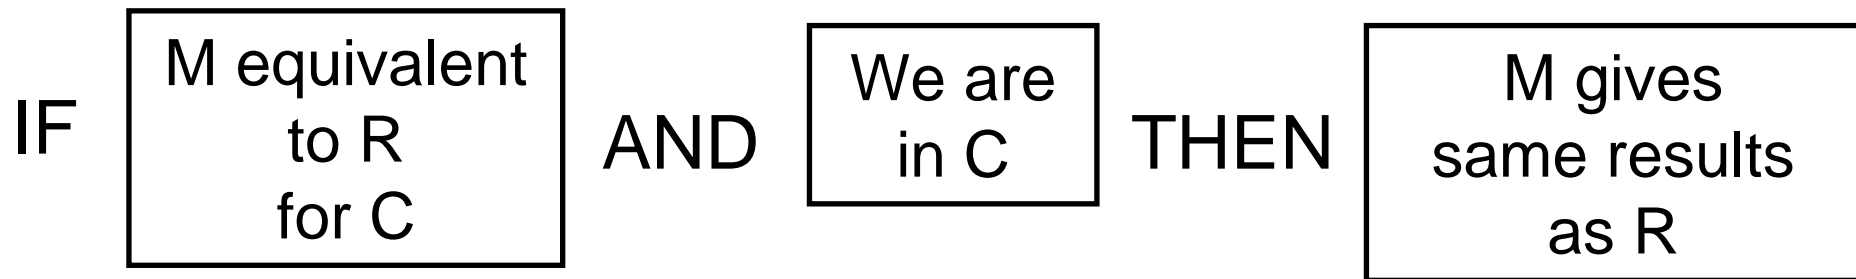 IF
M equivalent
to R
for C
AND
We are
in C
THEN
M gives
same results
as R